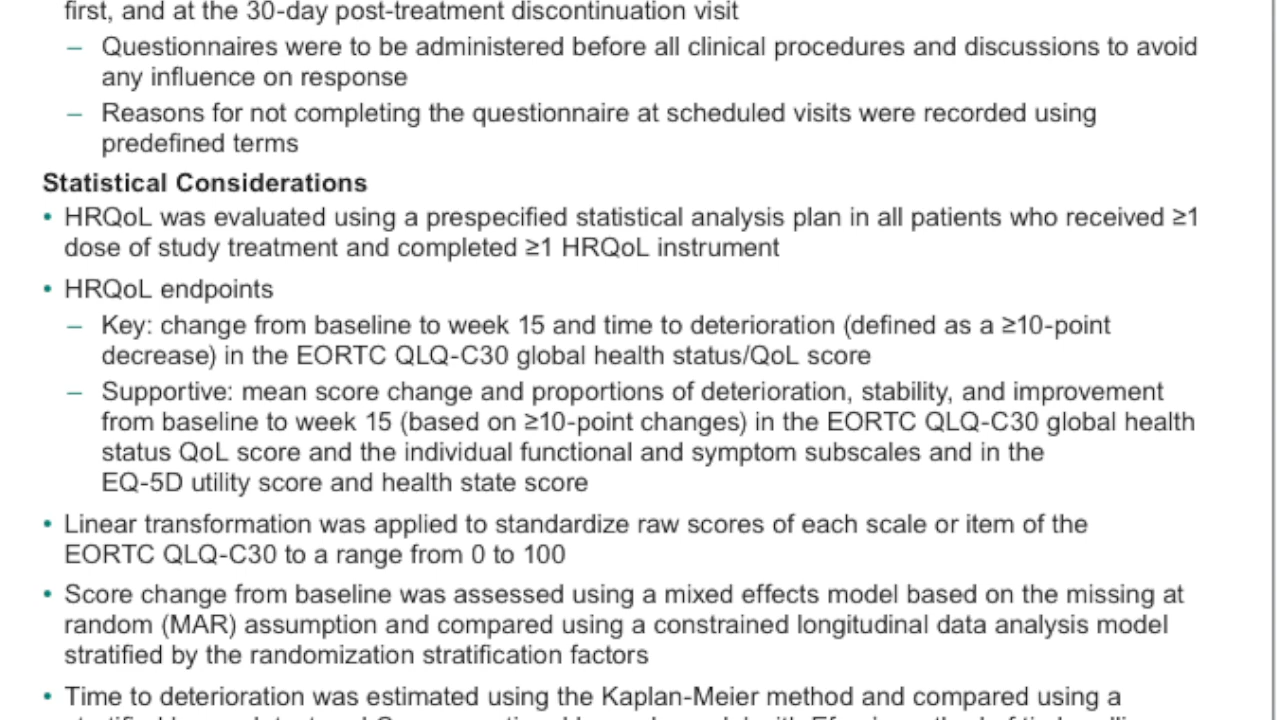 first, and at the 30-day post-treatment discontinuation visit
– Questionnaires were to be administered before all clinical procedures and discussions to avoid
any influence on response
– Reasons for not completing the questionnaire at scheduled visits were recorded using
predefined terms
Statistical Considerations
• HRQoL was evaluated using a prespecified statistical analysis plan in all patients who received ≥1
dose of study treatment and completed ≥1 HRQoL instrument
• HRQoL endpoints
– Key: change from baseline to week 15 and time to deterioration (defined as a ≥10-point
decrease) in the EORTC QLQ-C30 global health status/QoL score
– Supportive: mean score change and proportions of deterioration, stability, and improvement
from baseline to week 15 (based on ≥10-point changes) in the EORTC QLQ-C30 global health
status QoL score and the individual functional and symptom subscales and in the
EQ-5D utility score and health state score
• Linear transformation was applied to standardize raw scores of each scale or item of the
EORTC QLQ-C30 to a range from 0 to 100
• Score change from baseline was assessed using a mixed effects model based on the missing at
random (MAR) assumption and compared using a constrained longitudinal data analysis model
stratified by the randomization stratification factors
• Time to deterioration was estimated using the Kaplan-Meier method and compared using a